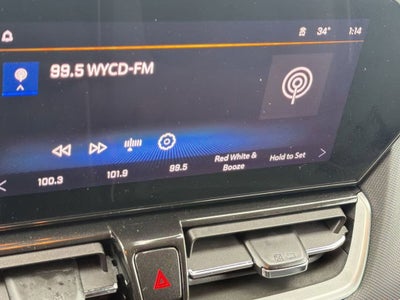 34° 1:14
99.5 WYCD-FM
Red White & Hold to Set
100.3 101.9 99.5 Booze